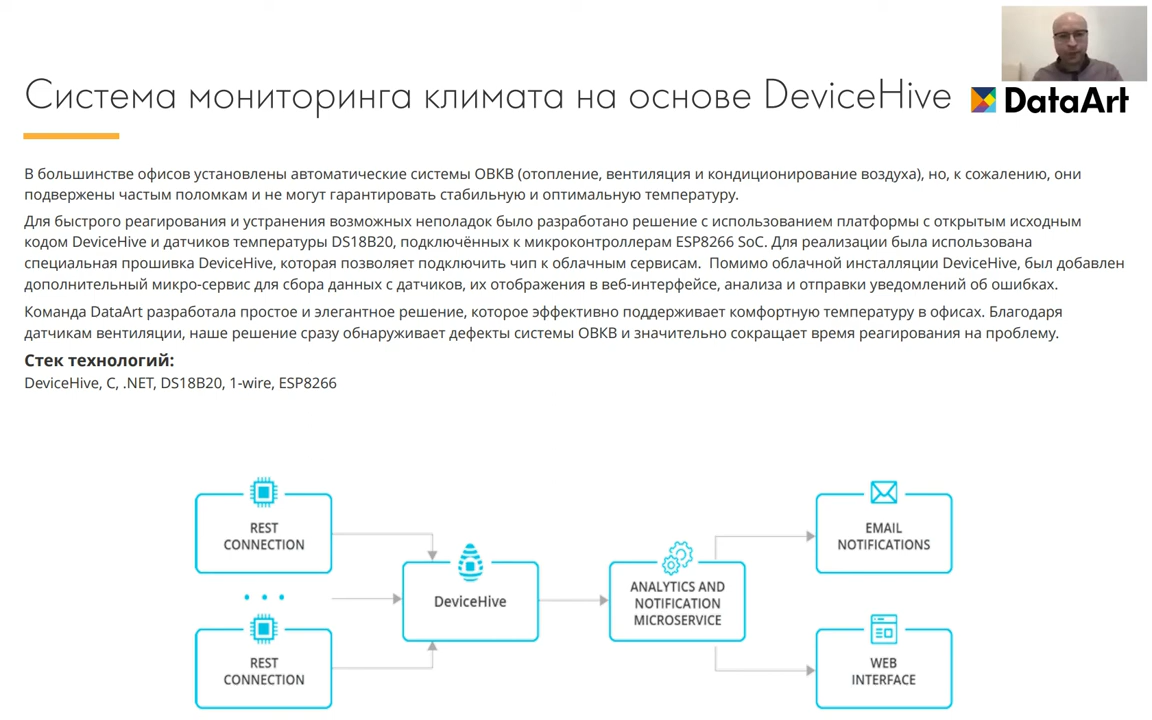 Система мониторинга климата на основе DeviceHive
DataArt
В большинстве офисов установлены автоматические системы ОВКВ (отопление, вентиляция и кондиционирование воздуха), но, к сожалению, они
подвержены частым поломкам и не могут гарантировать стабильную и оптимальную температуру.
Для быстрого реагирования и устранения возможных неполадок было разработано решение с использованием платформы с открытым исходным
кодом DeviceHive и датчиков температуры DS18B20, подключённых к микроконтроллерам ESP8266 SoC. Для реализации была использована
специальная прошивка DeviceHive, которая позволяет подключить чип к облачным сервисам. Помимо облачной инсталляции DeviceHive, был добавлен
дополнительный микро-сервис для сбора данных с датчиков, их отображения в веб-интерфейсе, анализа и отправки уведомлений об ошибках.
Команда DataArt разработала простое и элегантное решение, которое эффективно поддерживает комфортную температуру в офисах. Благодаря
датчикам вентиляции, наше решение сразу обнаруживает дефекты системы ОВКВ и значительно сокращает время реагирования на проблему.
Стек технологий:
DeviceHive, C, .NET, DS18B20, 1-wire, ESP8266
REST
CONNECTION
REST
CONNECTION
DeviceHive
ANALYTICS AND
NOTIFICATION
MICROSERVICE
EMAIL
NOTIFICATIONS
WEB
INTERFACE